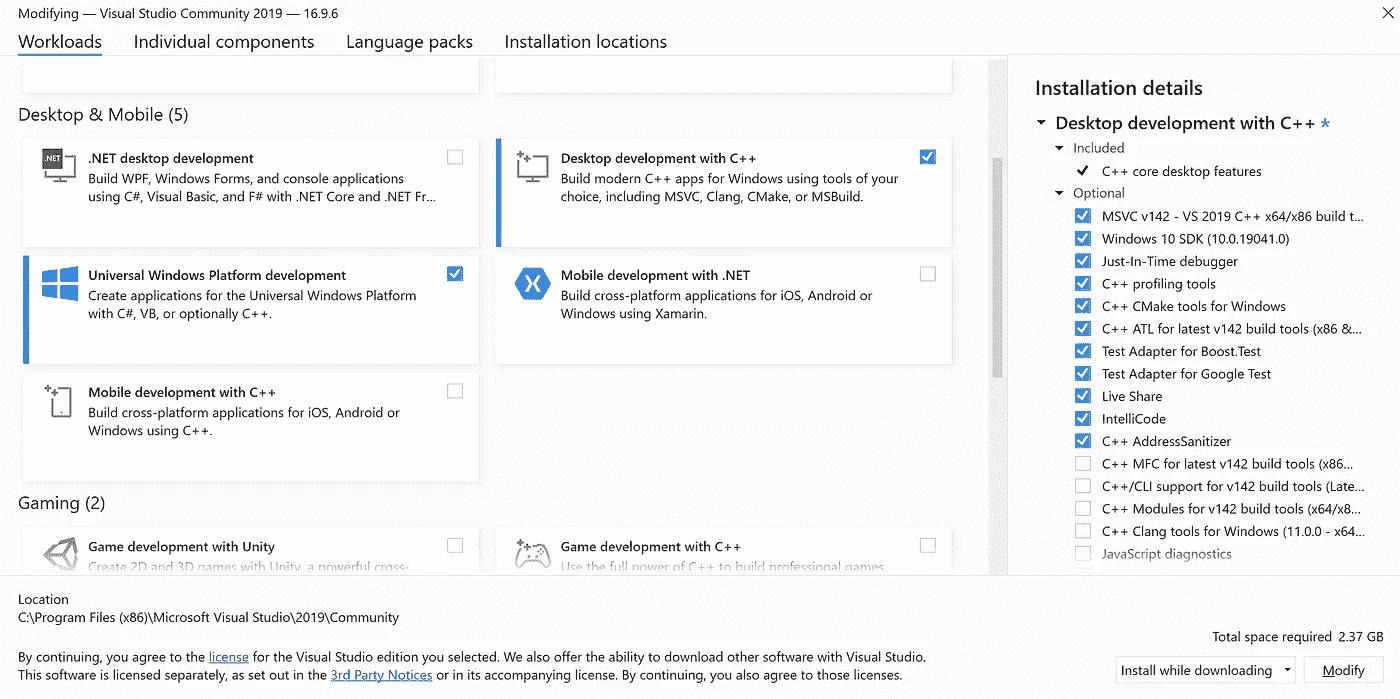 Modifying — Visual Studio Community 2019 — 16.9.6
Workloads Individual components Language packs Installation locations
Desktop & Mobile (5)
.NET
.NET desktop development
Build WPF, Windows Forms, and console applications
using C#, Visual Basic, and F# with .NET Core and .NET Fr...
Desktop development with C++
Build modern C++ apps for Windows using tools of your
choice, including MSVC, Clang, CMake, or MSBuild.
Universal Windows Platform development
Create applications for the Universal Windows Platform
with C#, VB, or optionally C++.
Mobile development with .NET
Build cross-platform applications for iOS, Android or
Windows using Xamarin.
Mobile development with C++
Build cross-platform applications for iOS, Android or
Windows using C++.
Gaming (2)
Game development with Unity
Create 2D and 3D games with Unity, a powerful cross-
Game development with C++
Use the full power of C++ to build professional games
Installation details
Desktop development with C++ *
Included
C++ core desktop features
Optional
MSVC v142 - VS 2019 C++ x64/x86 build t...
Windows 10 SDK (10.0.19041.0)
Just-In-Time debugger
C++ profiling tools
C++ CMake tools for Windows
C++ ATL for latest v142 build tools (x86 &...
Test Adapter for Boost.Test
Test Adapter for Google Test
Live Share
IntelliCode
C++ AddressSanitizer
C++ MFC for latest v142 build tools (x86...
C++/CLI support for v142 build tools (Late...
C++ Modules for v142 build tools (x64/x8...
C++ Clang tools for Windows (11.0.0 - x64...
JavaScript diagnostics
Location
C:\Program Files (x86)\Microsoft Visual Studio\2019\Community
By continuing, you agree to the license for the Visual Studio edition you selected. We also offer the ability to download other software with Visual Studio.
This software is licensed separately, as set out in the 3rd Party Notices or in its accompanying license. By continuing, you also agree to those licenses.
Total space required 2.37 GB
Install while downloading
Modify